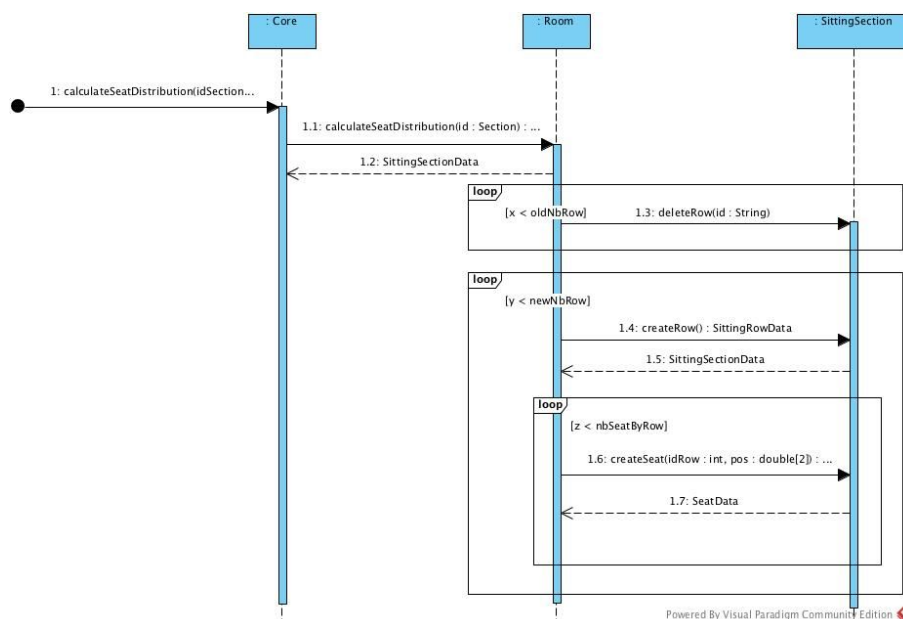 : Core
: Room
: SittingSection
1: calculateSeatDistribution(idSection...
1.1: calculateSeatDistribution(id : Section) : ...
1.2: SittingSectionData
loop
[x < oldNbRow]
1.3: deleteRow(id : String)
loop
[y < newNbRow]
1.4: createRow() : SittingRowData
1.5: SittingSectionData
loop
[z < nbSeatByRow]
1.6: createSeat(idRow : int, pos : double[2]) : ...
1.7: SeatData
Powered By Visual Paradigm Community Edition